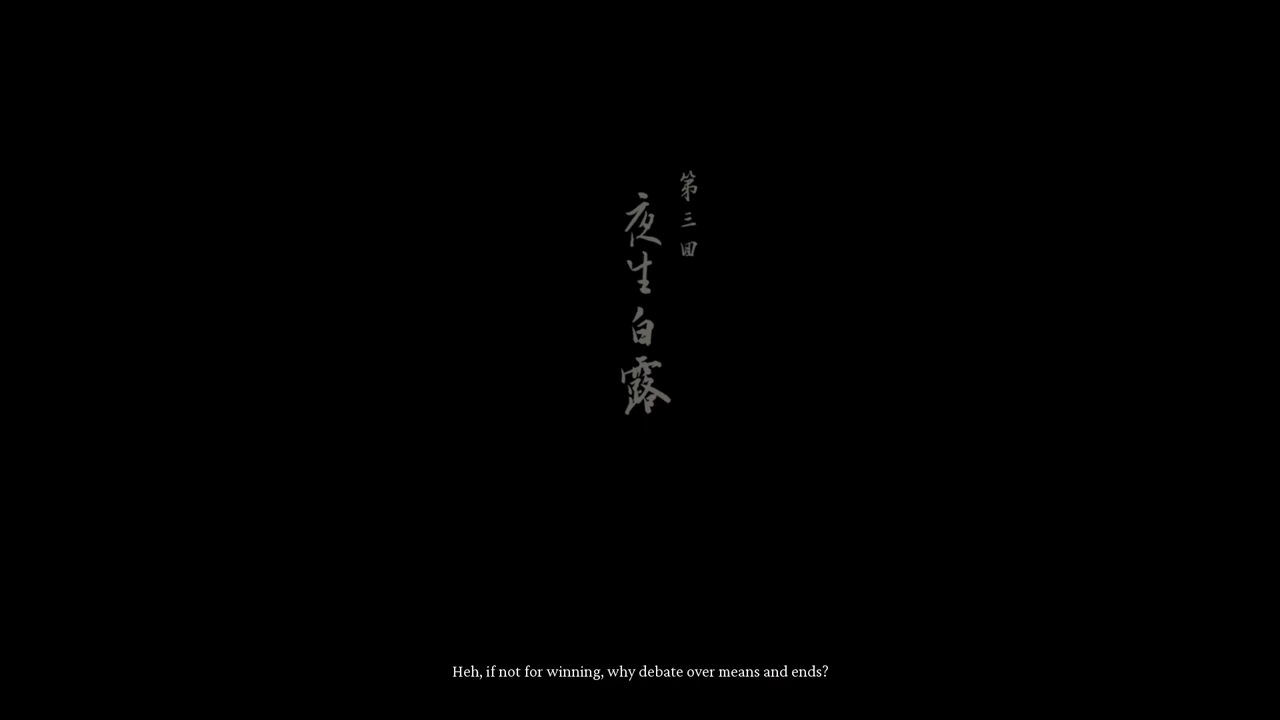 第三回
夜生白露
Heh, if not for winning, why debate over means and ends?